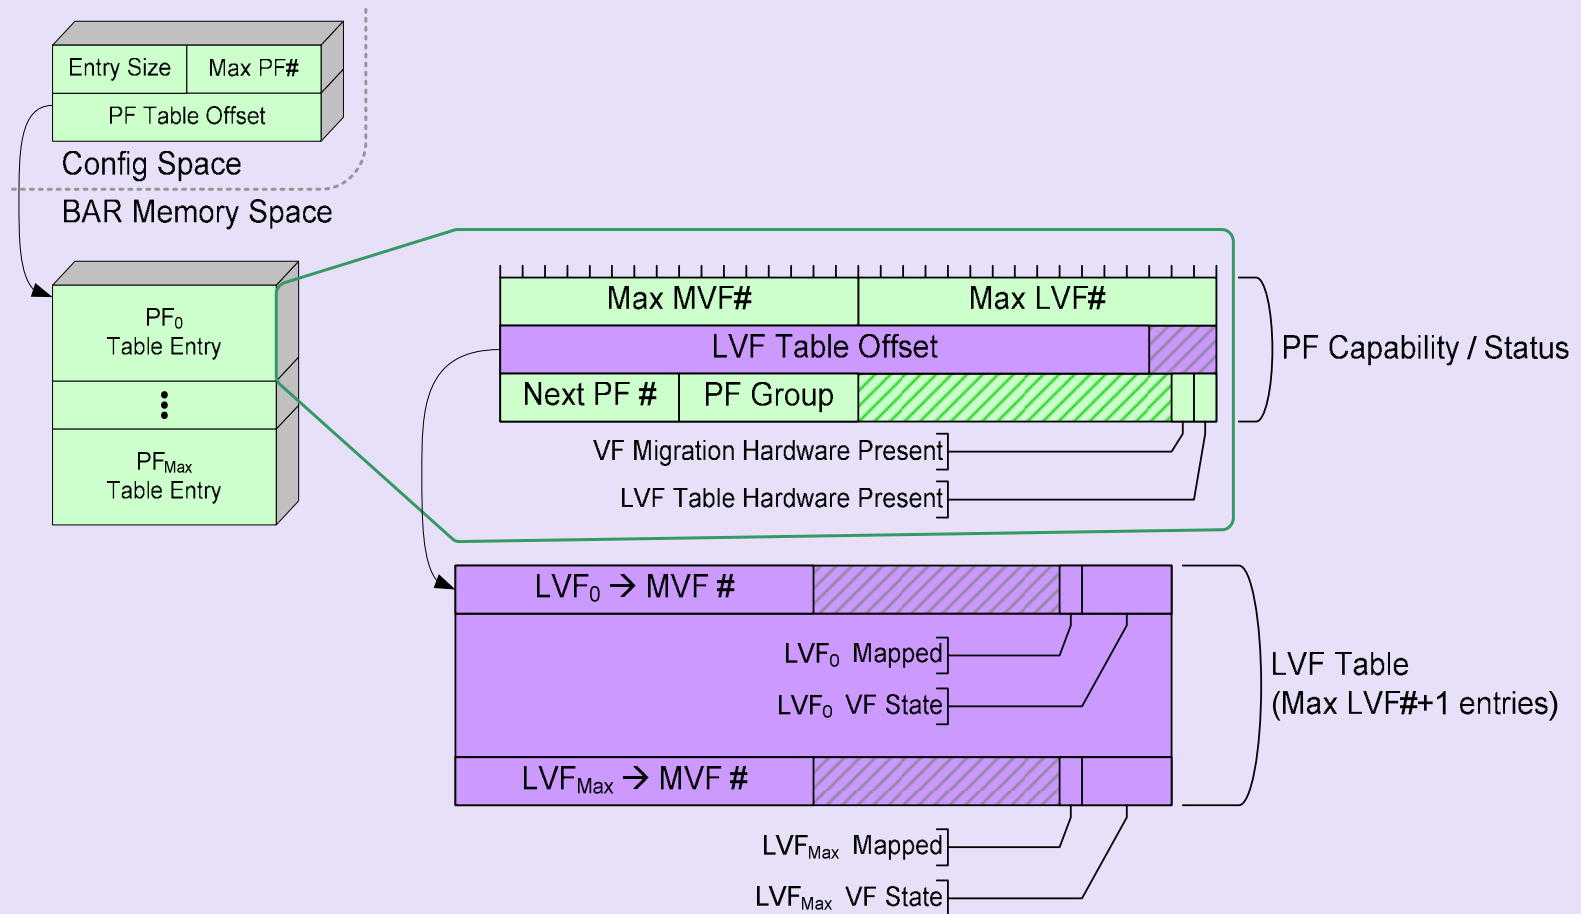 Entry Size
Max PF#
PF Table Offset
Config Space
BAR Memory Space
PF0
Table Entry
PFMax
Table Entry
Max MVF#
Max LVF#
LVF Table Offset
Next PF #
PF Group
VF Migration Hardware Present
LVF Table Hardware Present
PF Capability / Status
LVF0 → MVF #
LVF0 Mapped
LVF0 VF State
LVFMax → MVF #
LVF Table
(Max LVF#+1 entries)
LVFMax Mapped
LVFMax VF State